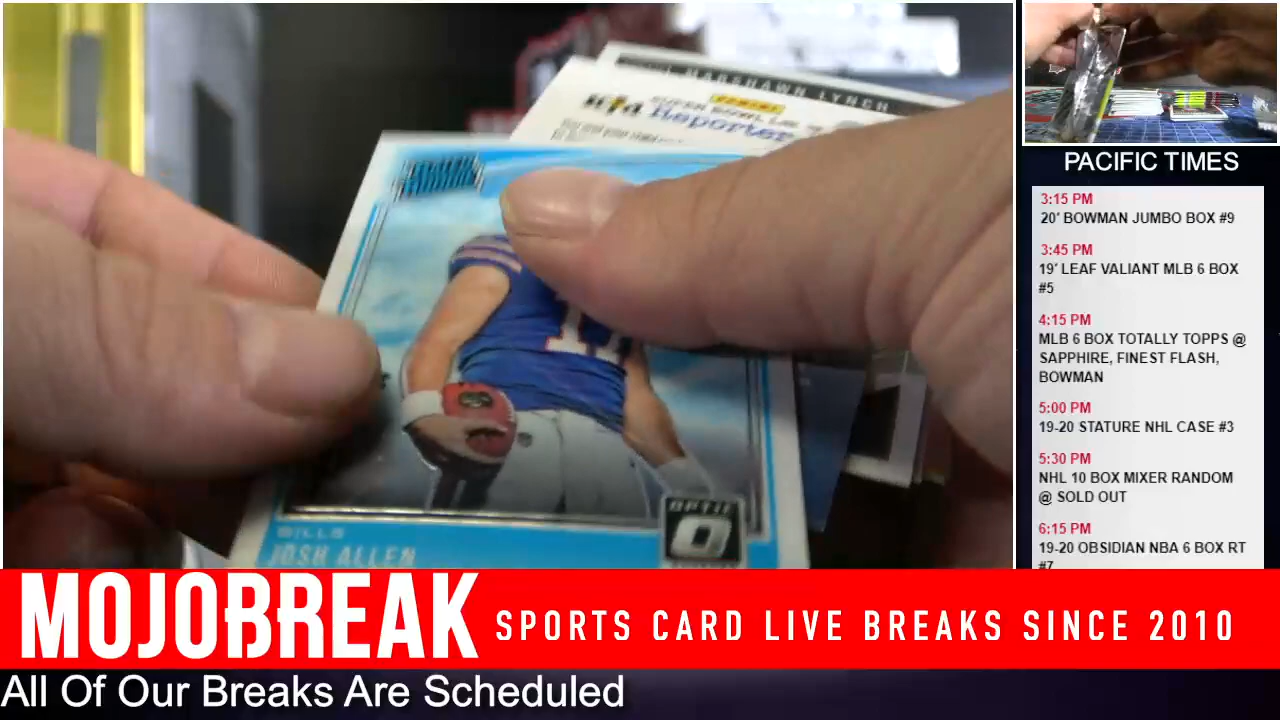 MARSHAWN LYNCH
PANINI
Reporter
17
BILLS
JOSH ALLEN
OPTIC
PACIFIC TIMES
3:15 PM
20' BOWMAN JUMBO BOX #9
3:45 PM
19' LEAF VALIANT MLB 6 BOX
#5
4:15 PM
MLB 6 BOX TOTALLY TOPPS @
SAPPHIRE, FINEST FLASH,
BOWMAN
5:00 PM
19-20 STATURE NHL CASE #3
5:30 PM
NHL 10 BOX MIXER RANDOM
@ SOLD OUT
6:15 PM
19-20 OBSIDIAN NBA 6 BOX RT
#7
MOJOBREAK
SPORTS CARD LIVE BREAKS SINCE 2010
All Of Our Breaks Are Scheduled